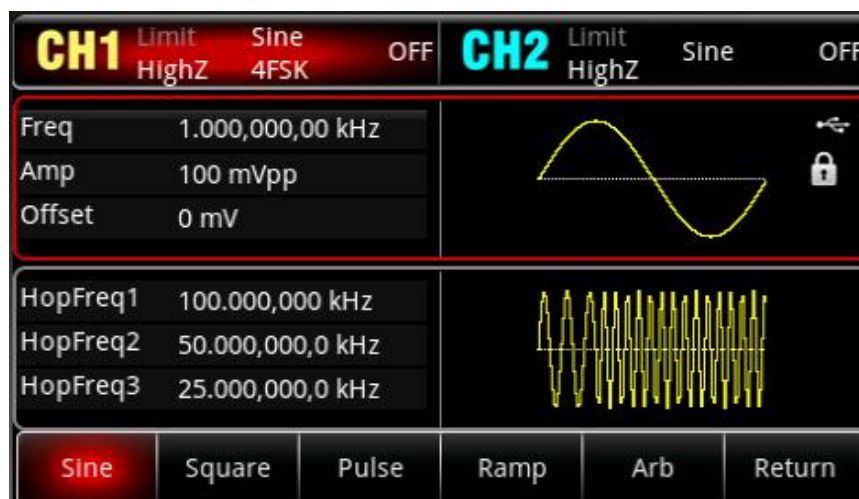 CH1 Limit Sine OFF CH2 Limit Sine OFF
HighZ 4FSK HighZ
Freq 1.000,000,00 kHz
Amp 100 mVpp
Offset 0 mV
HopFreq1 100.000,000 kHz
HopFreq2 50.000,000,0 kHz
HopFreq3 25.000,000,0 kHz
Sine Square Pulse Ramp Arb Return